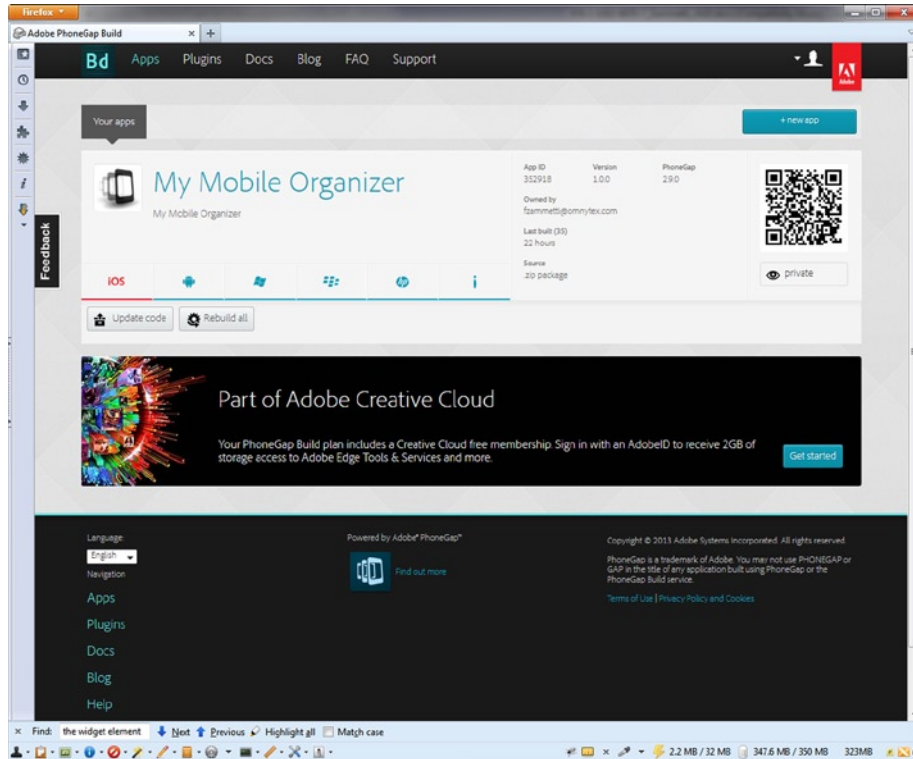 Firefox
Adobe PhoneGap Build
Bd Apps Plugins Docs Blog FAQ Support
Adobe
Your apps
+ new app
My Mobile Organizer
My Mobile Organizer
App ID Version PhoneGap
352918 1.0.0 2.9.0
Owned by
fzammetti@omnytex.com
Last built (35)
22 hours
Source
.zip package
private
Feedback
iOS
Update code Rebuild all
Part of Adobe Creative Cloud
Your PhoneGap Build plan includes a Creative Cloud free membership. Sign in with an AdobeID to receive 2GB of
storage access to Adobe Edge Tools & Services and more.
Get started
Language
English
Navigation
Apps
Plugins
Docs
Blog
Help
Powered by Adobe® PhoneGap™
Find out more
Copyright © 2013 Adobe Systems Incorporated. All rights reserved.
PhoneGap is a trademark of Adobe. You may not use PHONEGAP or
GAP in the title of any application built using PhoneGap or the
PhoneGap Build service.
Terms of Use | Privacy Policy and Cookies
Find: the widget element Next Previous Highlight all Match case
2.2 MB / 32 MB 347.6 MB / 350 MB 323MB